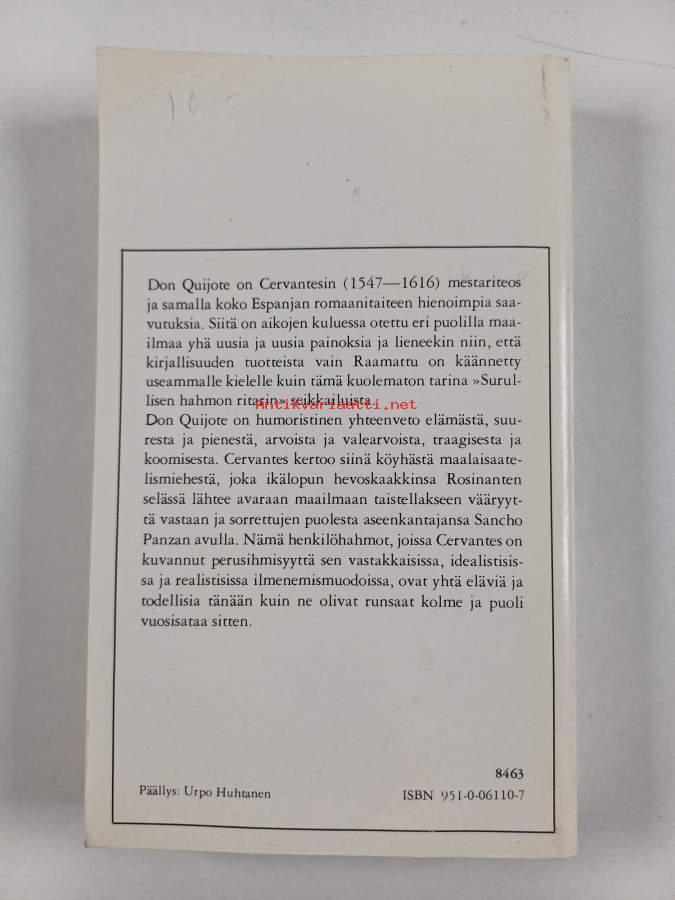 10 -
Don Quijote on Cervantesin (1547—1616) mestariteos
ja samalla koko Espanjan romaanitaiteen hienoimpia saa-
vutuksia. Siitä on aikojen kuluessa otettu eri puolilla maa-
ilmaa yhä uusia ja uusia painoksia ja lieneekin niin, että
kirjallisuuden tuotteista vain Raamattu on käännetty
useammalle kielelle kuin tämä kuolematon tarina »Surul-
lisen hahmon ritarin» seikkailuista.
Antikvariaatti.net
Don Quijote on humoristinen yhteenveto elämästä, suu-
resta ja pienestä, arvoista ja valearvoista, traagisesta ja
koomisesta. Cervantes kertoo siinä köyhästä maalaisaate-
lismiehestä, joka ikälopun hevoskaakkinsa Rosinanten
selässä lähtee avaraan maailmaan taistellakseen vääryyt-
tä vastaan ja sorrettujen puolesta aseenkantajansa Sancho
Panzan avulla. Nämä henkilöhahmot, joissa Cervantes on
kuvannut perusihmisyyttä sen vastakkaisissa, idealistisis-
sa ja realistisissa ilmenemismuodoissa, ovat yhtä eläviä ja
todellisia tänään kuin ne olivat runsaat kolme ja puoli
vuosisataa sitten.
8463
Päällys: Urpo Huhtanen
ISBN 951-0-06110-7